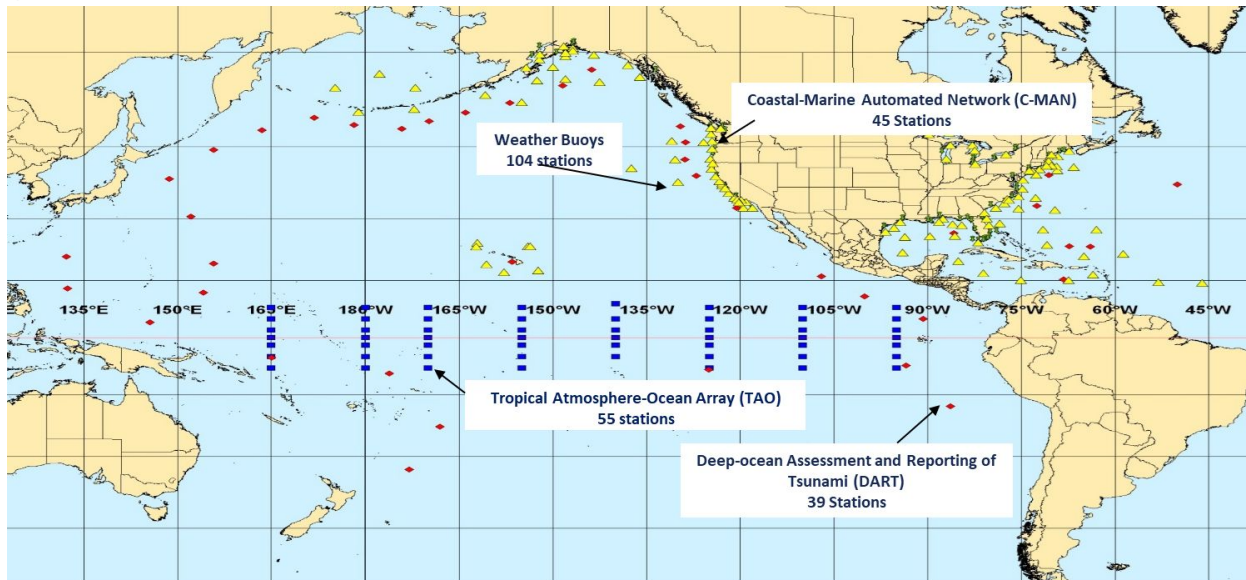 Coastal-Marine Automated Network (C-MAN)
45 Stations
Weather Buoys
104 stations
135°E
150°E
165°E
180°W
165°W
150°W
135°W
120°W
105°W
90°W
75°W
60°W
45°W
Tropical Atmosphere-Ocean Array (TAO)
55 stations
Deep-ocean Assessment and Reporting of
Tsunami (DART)
39 Stations